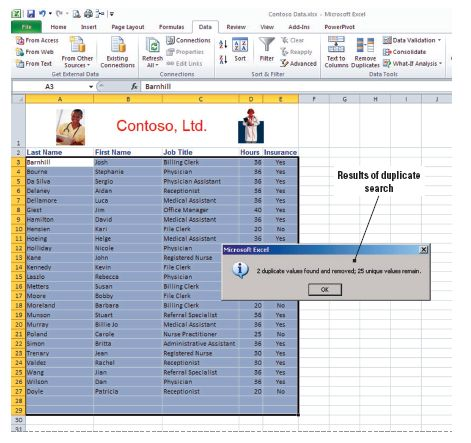 Contoso Data.xlsx - Microsoft Excel
File Home Insert Page Layout Formulas Data Review View Add-Ins PowerPivot
From Access
From Web
From Text
From Other Sources
Existing Connections
Get External Data
Refresh All
Connections
Properties
Edit Links
Connections
Sort
Filter
Clear
Reapply
Advanced
Sort & Filter
Text to Columns
Remove Duplicates
Data Validation
Consolidate
What-If Analysis
Data Tools
A3 fx Barnhill
A B C D E F G H I J
1 Contoso, Ltd.
2 Last Name First Name Job Title Hours Insurance
3 Barnhill Josh Billing Clerk 36 Yes
4 Bourne Stephanie Physician 36 Yes
5 Da Silva Sergio Physician Assistant 36 Yes
6 Delaney Aidan Receptionist 36 Yes
7 Dellamore Luca Medical Assistant 36 Yes
8 Giest Jim Office Manager 40 Yes
9 Hamilton David Medical Assistant 36 Yes
10 Hensien Kari File Clerk 20 No
11 Hoeing Helge Medical Assistant 36 Yes
12 Holliday Nicole Physician
13 Kane John Registered Nurse
14 Kennedy Kevin File Clerk
15 Laszlo Rebecca Physician
16 Metters Susan Billing Clerk
17 Moore Bobby File Clerk
18 Moreland Barbara Billing Clerk 20 No
19 Munson Stuart Referral Specialist 36 Yes
20 Murray Billie Jo Medical Assistant 36 Yes
21 Poland Carole Nurse Practitioner 25 No
22 Simon Britta Administrative Assistant 36 Yes
23 Trenary Jean Registered Nurse 30 Yes
24 Valdez Rachel Receptionist 30 Yes
25 Wang Jian Referral Specialist 36 Yes
26 Wilson Dan Physician 36 Yes
27 Doyle Patricia Receptionist 20 No
28
29
30
31
Results of duplicate
search
Microsoft Excel
2 duplicate values found and removed; 25 unique values remain.
OK